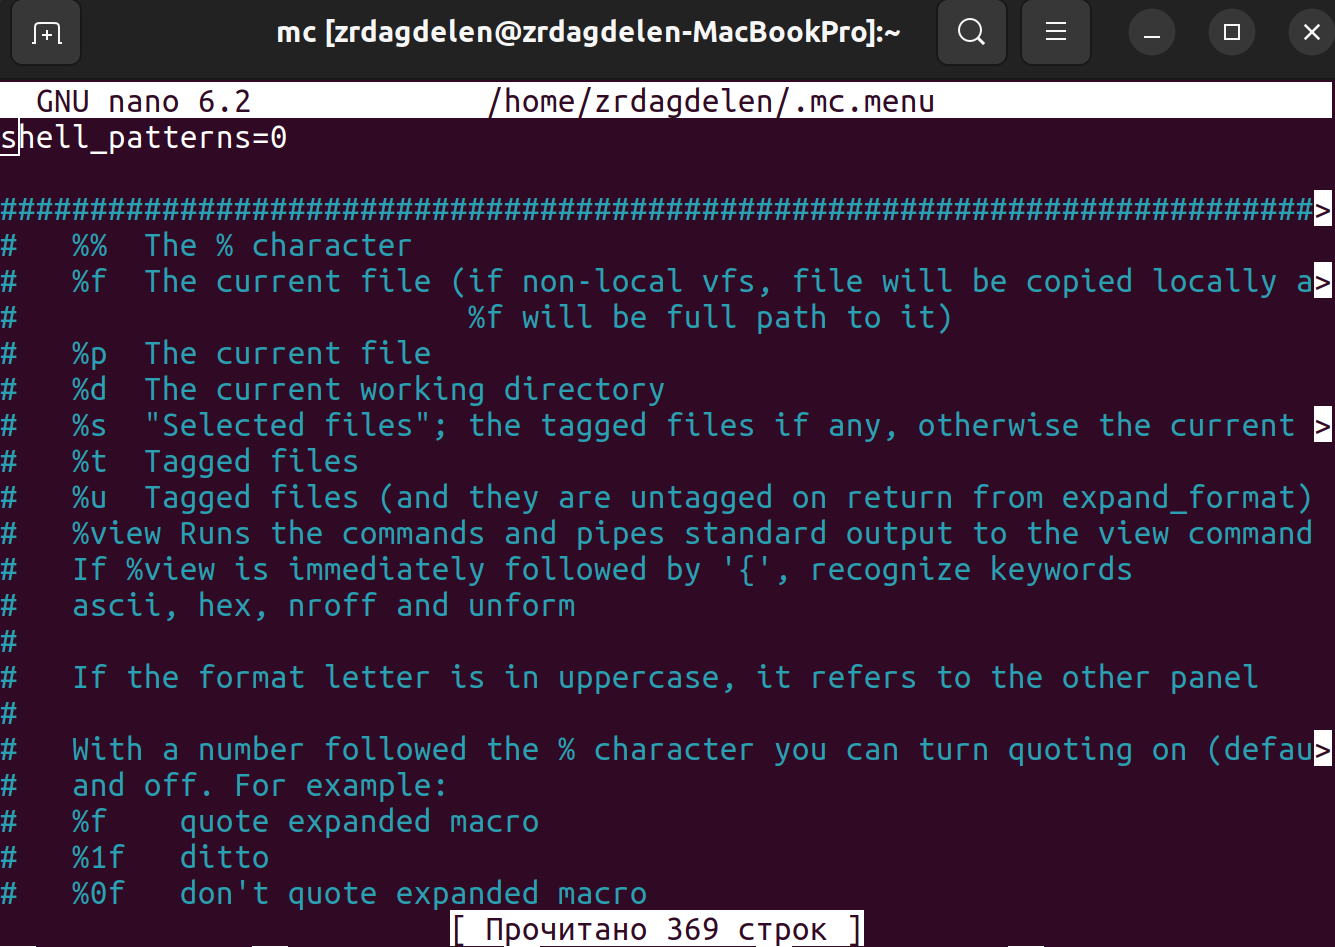 mc [zrdagdelen@zrdagdelen-MacBookPro]:~
GNU nano 6.2 /home/zrdagdelen/.mc.menu
shell_patterns=0
#########################################################################>
# %% The % character
# %f The current file (if non-local vfs, file will be copied locally a>
# %f will be full path to it)
# %p The current file
# %d The current working directory
# %s "Selected files"; the tagged files if any, otherwise the current >
# %t Tagged files
# %u Tagged files (and they are untagged on return from expand_format)
# %view Runs the commands and pipes standard output to the view command
# If %view is immediately followed by '{', recognize keywords
# ascii, hex, nroff and unform
#
# If the format letter is in uppercase, it refers to the other panel
#
# With a number followed the % character you can turn quoting on (defau>
# and off. For example:
# %f quote expanded macro
# %1f ditto
# %0f don't quote expanded macro
[ Прочитано 369 строк ]